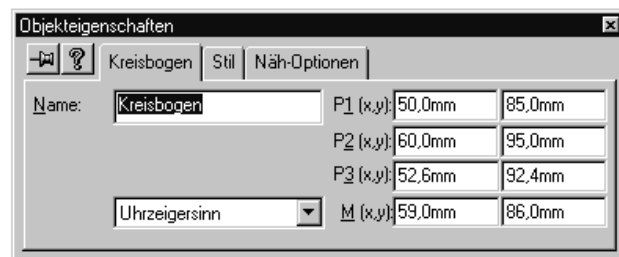 Objekteigenschaften
Kreisbogen Stil Näh-Optionen
Name: Kreisbogen P1 (x,y): 50,0mm 85,0mm
P2 (x,y): 60,0mm 95,0mm
P3 (x,y): 52,6mm 92,4mm
Uhrzeigersinn M (x,y): 59,0mm 86,0mm